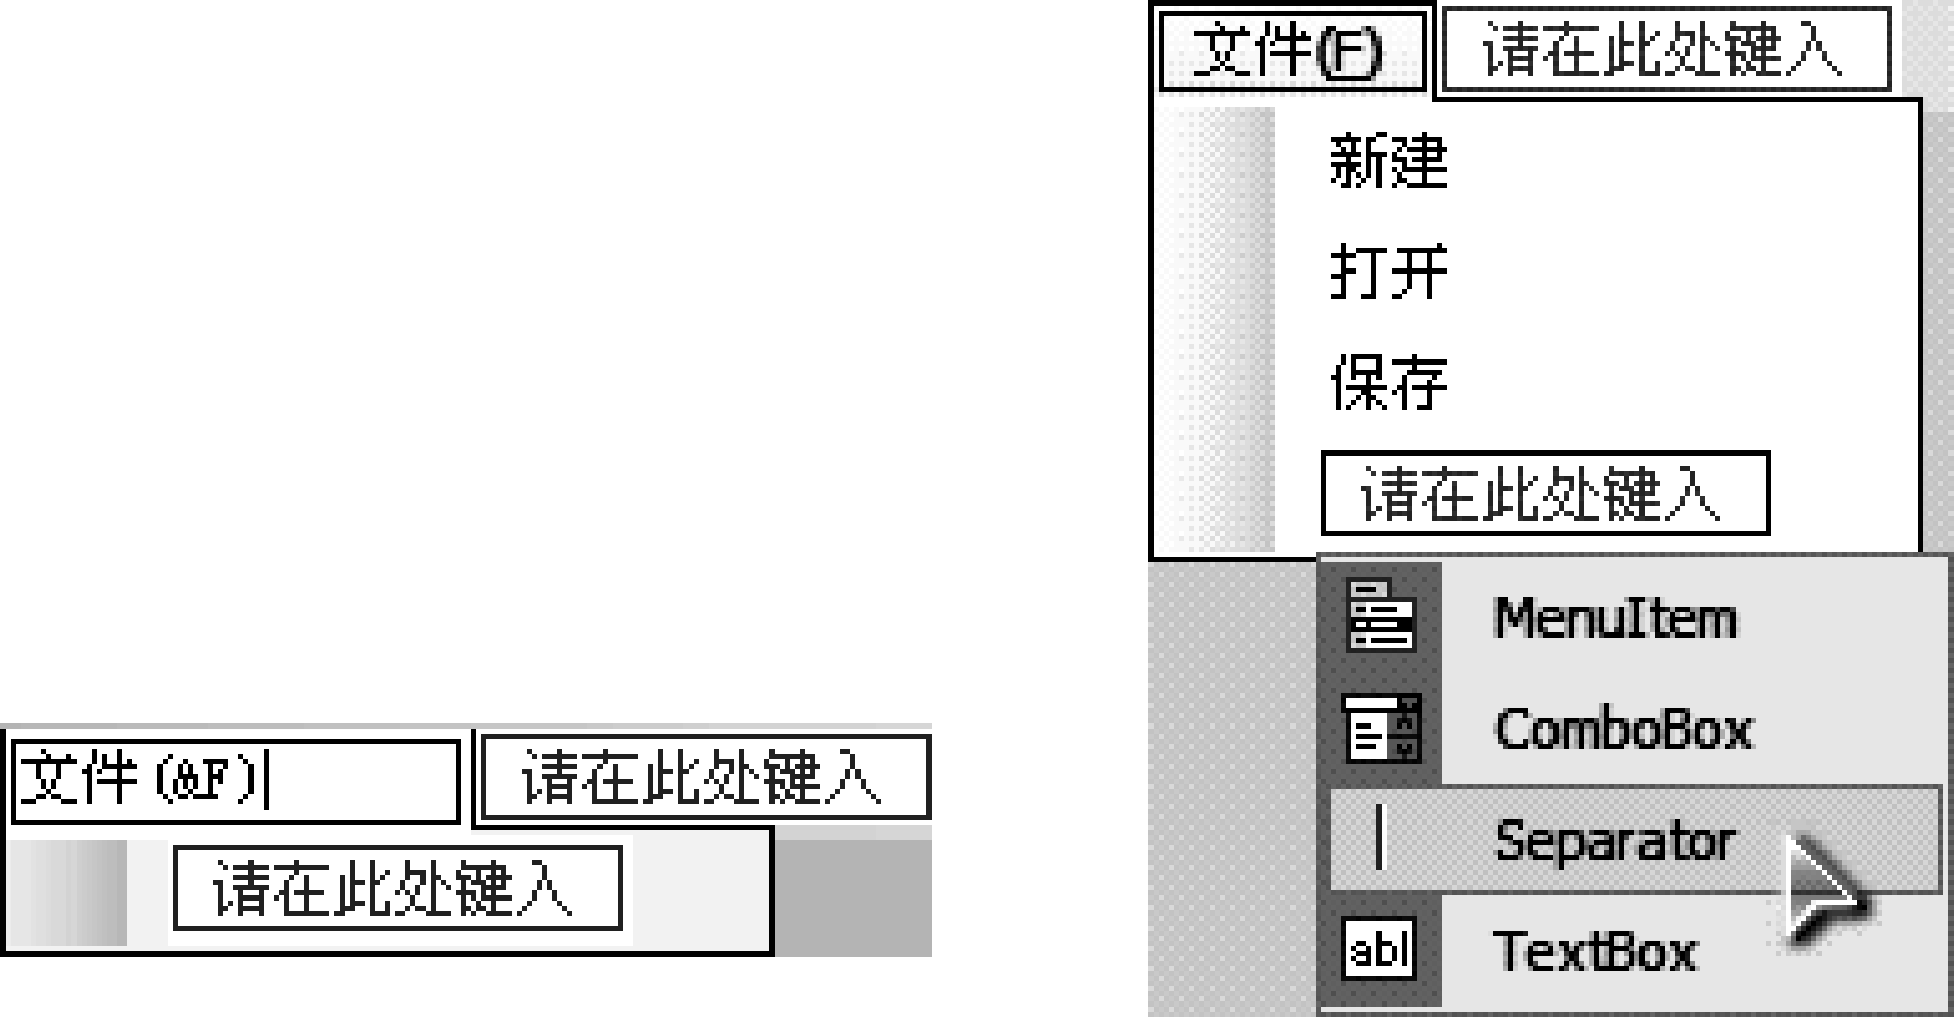 文件(&F)
请在此处键入
请在此处键入
文件(F)
请在此处键入
新建
打开
保存
请在此处键入
MenuItem
ComboBox
Separator
abl
TextBox